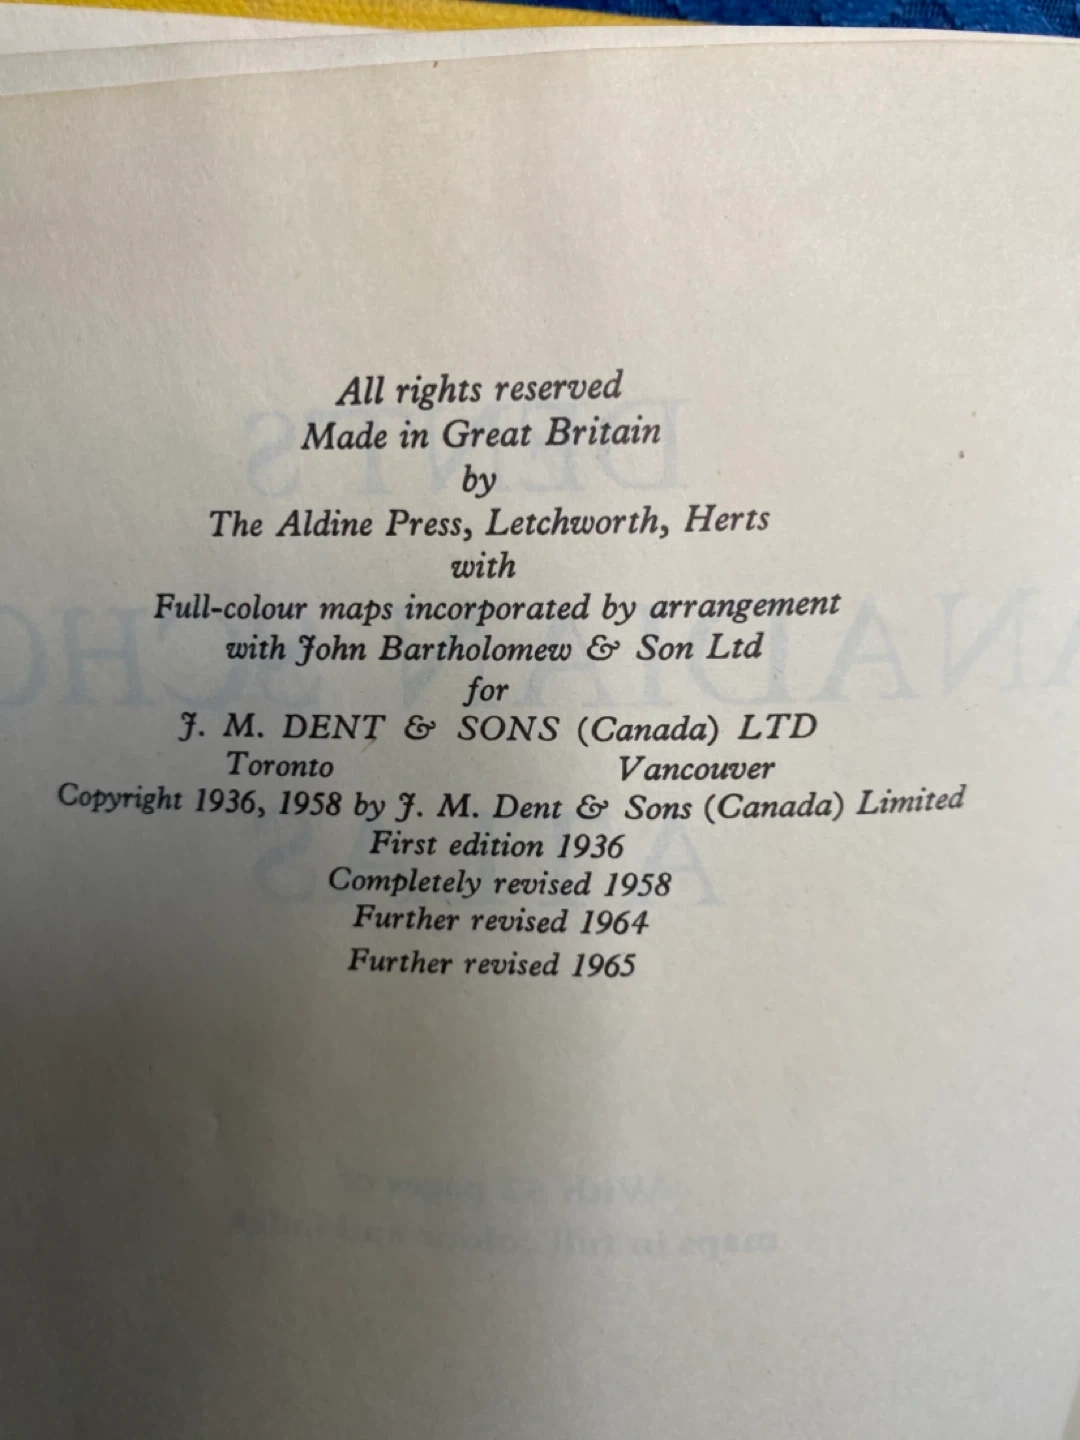 All rights reserved
Made in Great Britain
by
The Aldine Press, Letchworth, Herts
with
Full-colour maps incorporated by arrangement
with John Bartholomew & Son Ltd
for
J. M. DENT & SONS (Canada) LTD
Toronto Vancouver
Copyright 1936, 1958 by J. M. Dent & Sons (Canada) Limited
First edition 1936
Completely revised 1958
Further revised 1964
Further revised 1965